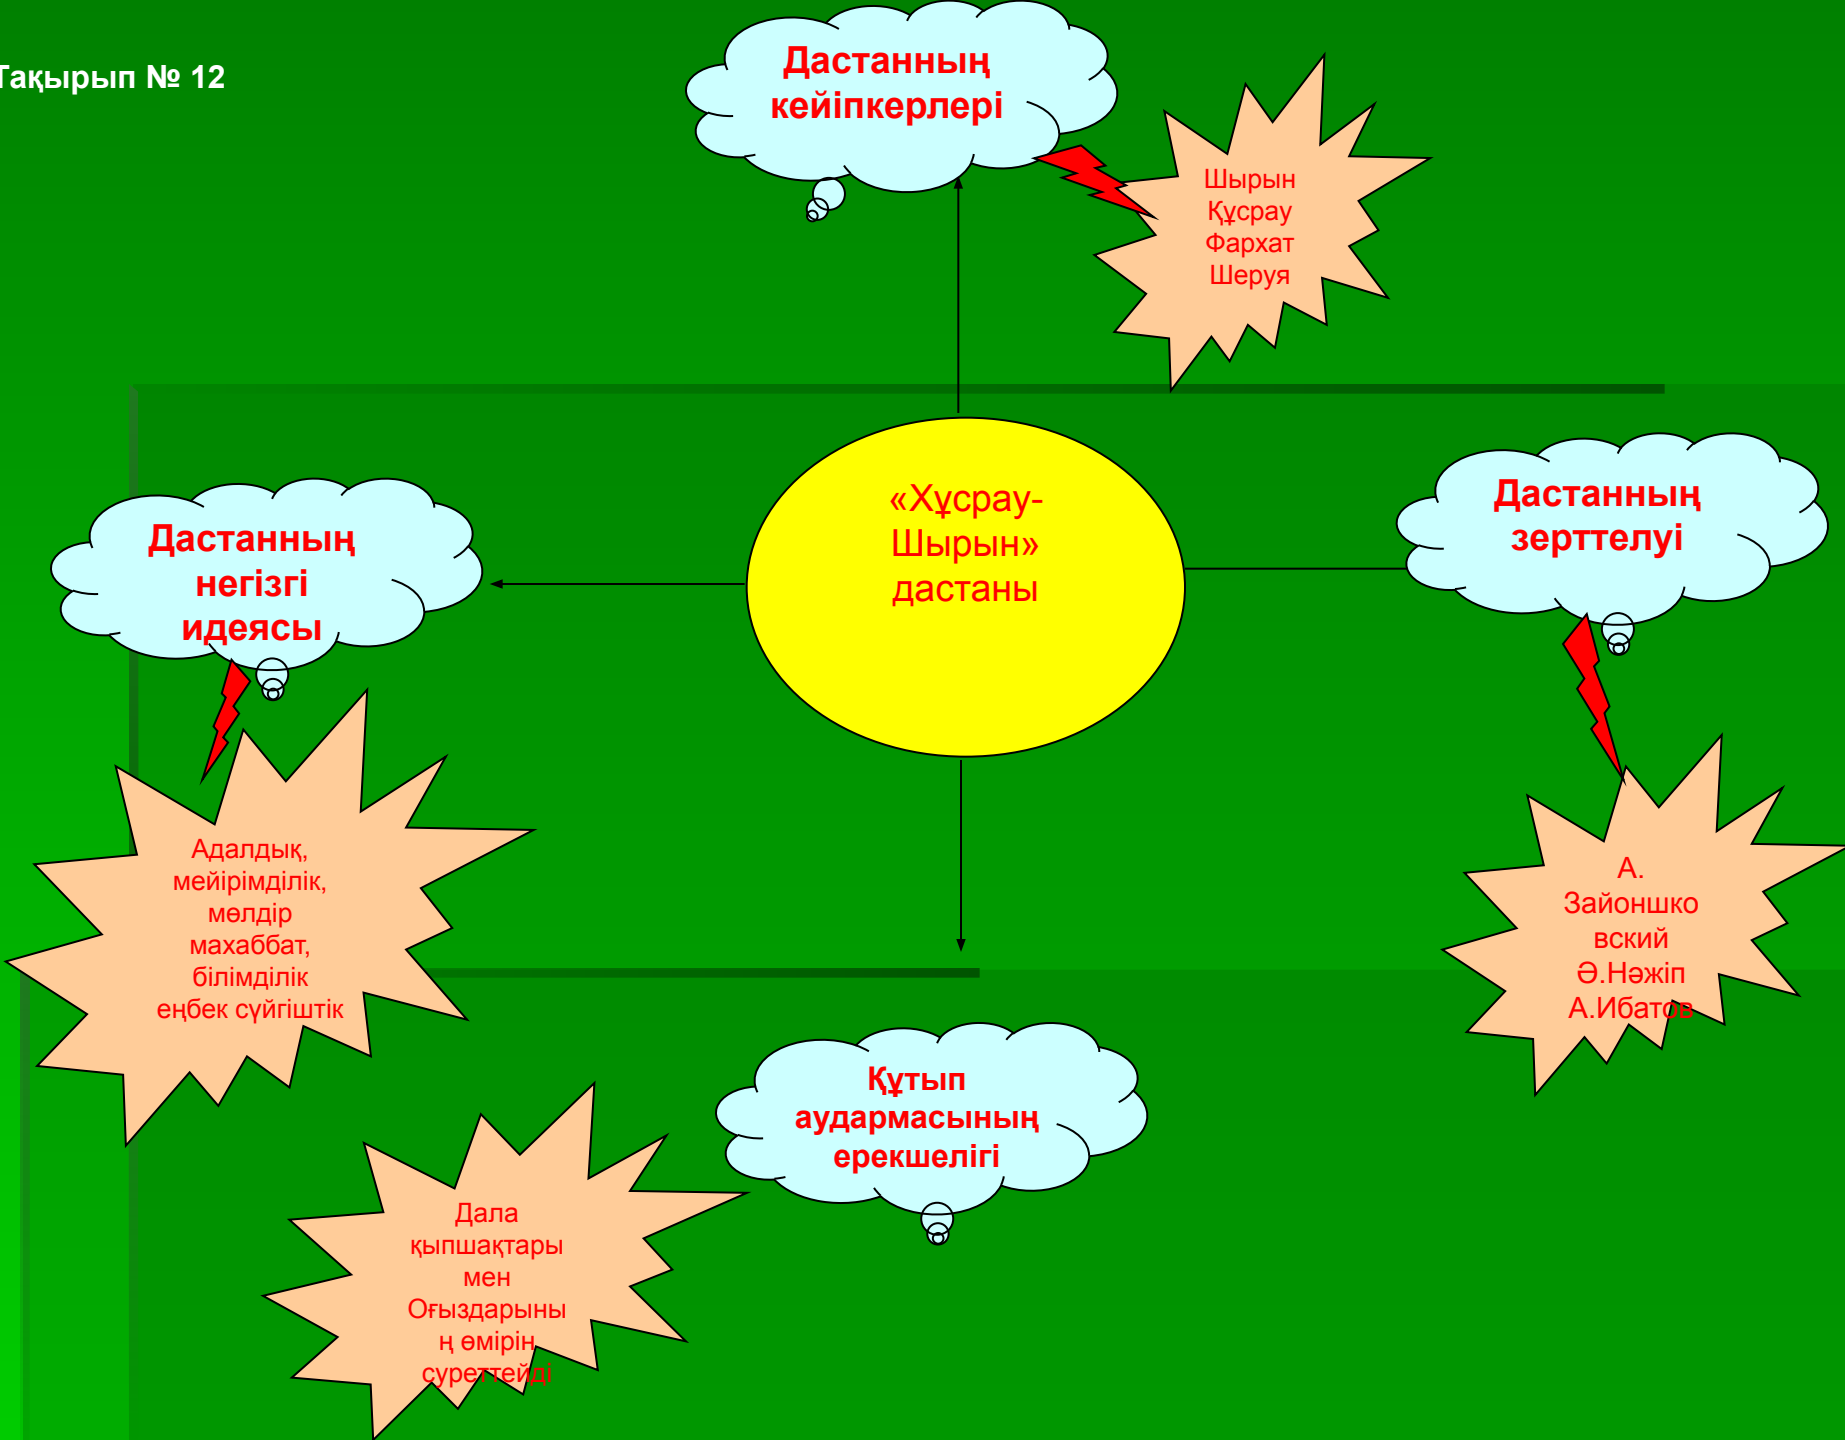 Тақырып № 12
Дастанның
кейіпкерлері
Шырын
Құсрау
Фархат
Шеруя
«Хұсрау-
Шырын»
дастаны
Дастанның
негізгі
идеясы
Дастанның
зерттелуі
Адалдық,
мейірімділік,
мөлдір
махаббат,
білімділік
еңбек сүйгіштік
А.
Зайоншко
вский
Ә.Нәжіп
А.Ибатов
Құтып
аудармасының
ерекшелігі
Дала
қыпшақтары
мен
Оғыздарыны
ң өмірін
суреттейді